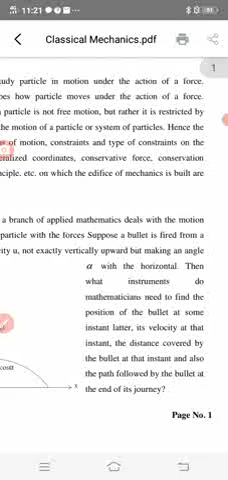 11:21
Classical Mechanics.pdf
1
tudy particle in motion under the action of a force.
bes how particle moves under the action of a force.
particle is not free motion, but rather it is restricted by
the motion of a particle or system of particles. Hence the
of motion, constraints and type of constraints on the
eralized coordinates, conservative force, conservation
nciple. etc. on which the edifice of mechanics is built are
a branch of applied mathematics deals with the motion
particle with the forces Suppose a bullet is fired from a
ity u, not exactly vertically upward but making an angle
α with the horizontal. Then
what instruments do
mathematicians need to find the
position of the bullet at some
instant latter, its velocity at that
instant, the distance covered by
the bullet at that instant and also
the path followed by the bullet at
the end of its journey?
cosα
x
Page No. 1